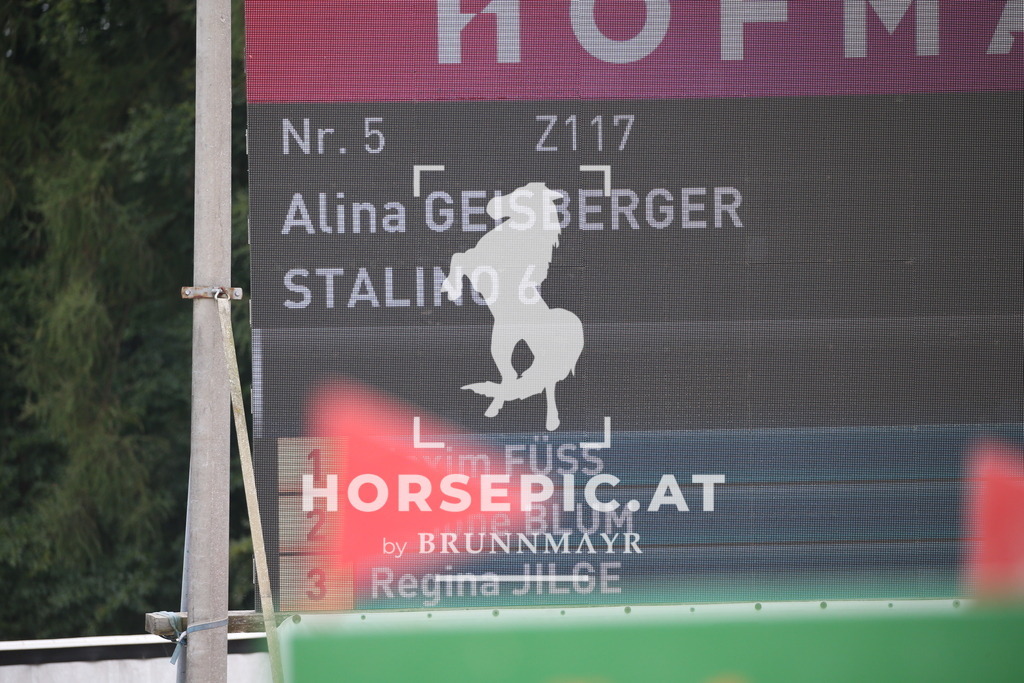 HOFMA
Nr. 5 Z117
Alina GEISBERGER
STALINO 6
1 FÜSS
HORSEPIC.AT
2 BLUM
by BRUNNMAYR
3 Regina JILGE